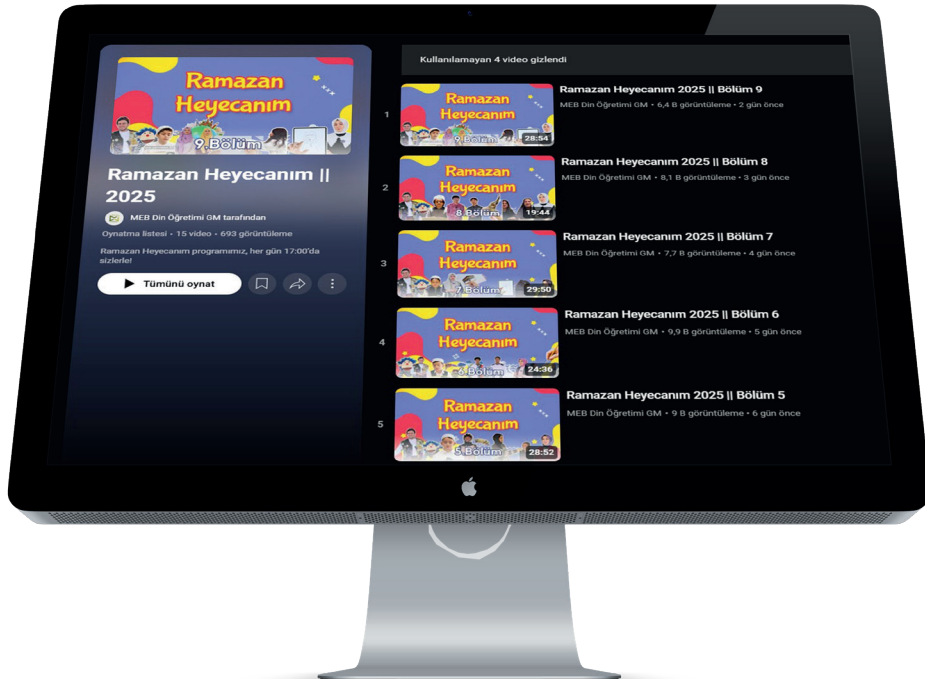 Ramazan
Heyecanım
9.Bölüm
Ramazan Heyecanım ||
2025
MEB Din Öğretimi GM tarafından
Oynatma listesi • 15 video • 693 görüntüleme
Ramazan Heyecanım programımız, her gün 17:00'da
sizlerle!
Tümünü oynat
Kullanılamayan 4 video gizlendi
1
Ramazan
Heyecanım
9.Bölüm
28:54
Ramazan Heyecanım 2025 || Bölüm 9
MEB Din Öğretimi GM • 6,4 B görüntüleme • 2 gün önce
2
Ramazan
Heyecanım
8.Bölüm
19:44
Ramazan Heyecanım 2025 || Bölüm 8
MEB Din Öğretimi GM • 8,1 B görüntüleme • 3 gün önce
3
Ramazan
Heyecanım
7.Bölüm
29:50
Ramazan Heyecanım 2025 || Bölüm 7
MEB Din Öğretimi GM • 7,7 B görüntüleme • 4 gün önce
4
Ramazan
Heyecanım
6.Bölüm
24:36
Ramazan Heyecanım 2025 || Bölüm 6
MEB Din Öğretimi GM • 9,9 B görüntüleme • 5 gün önce
5
Ramazan
Heyecanım
5.Bölüm
28:52
Ramazan Heyecanım 2025 || Bölüm 5
MEB Din Öğretimi GM • 9 B görüntüleme • 6 gün önce